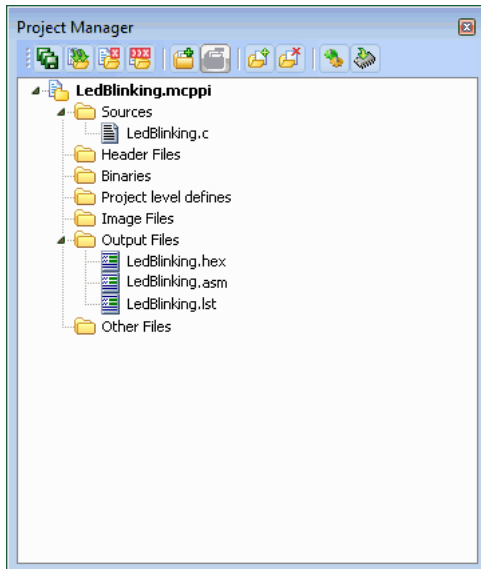 Project Manager
LedBlinking.mcppi
Sources
LedBlinking.c
Header Files
Binaries
Project level defines
Image Files
Output Files
LedBlinking.hex
LedBlinking.asm
LedBlinking.lst
Other Files